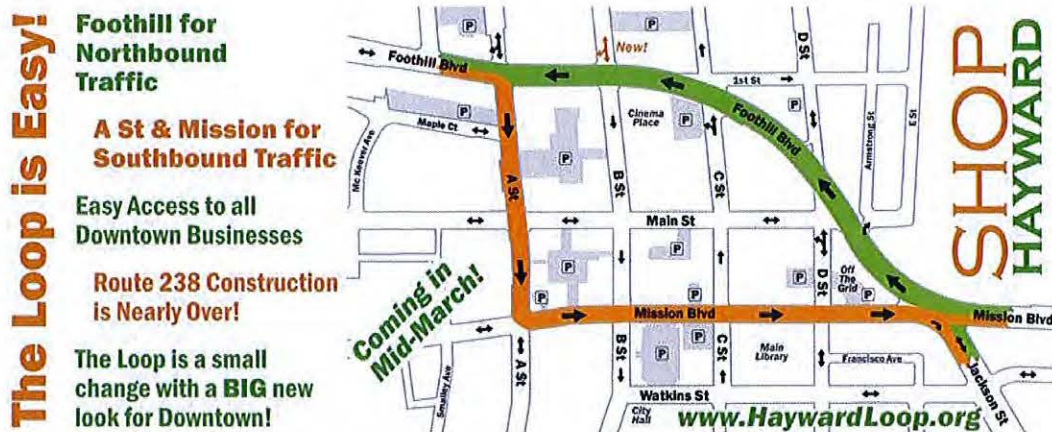 The Loop is Easy!
Foothill for
Northbound
Traffic
A St & Mission for
Southbound Traffic
Easy Access to all
Downtown Businesses
Route 238 Construction
is Nearly Over!
The Loop is a small
change with a BIG new
look for Downtown!
Coming in
Mid-March!
Foothill Blvd
P
P
New!
P
D St
1st St
P
Mc Keever Ave
Maple Ct
Cinema
Place
P
P
Foothill Blvd
Armstrong St
A St
P
B St
C St
Main St
P
P
P
D St
Off
The
Grid
P
P
Mission Blvd
Mission Blvd
P
A St
B St
P
C St
Main
Library
Francisco Ave
Jackson St
Smalley Ave
Watkins St
City
Hall
www.HaywardLoop.org
SHOP
HAYWARD